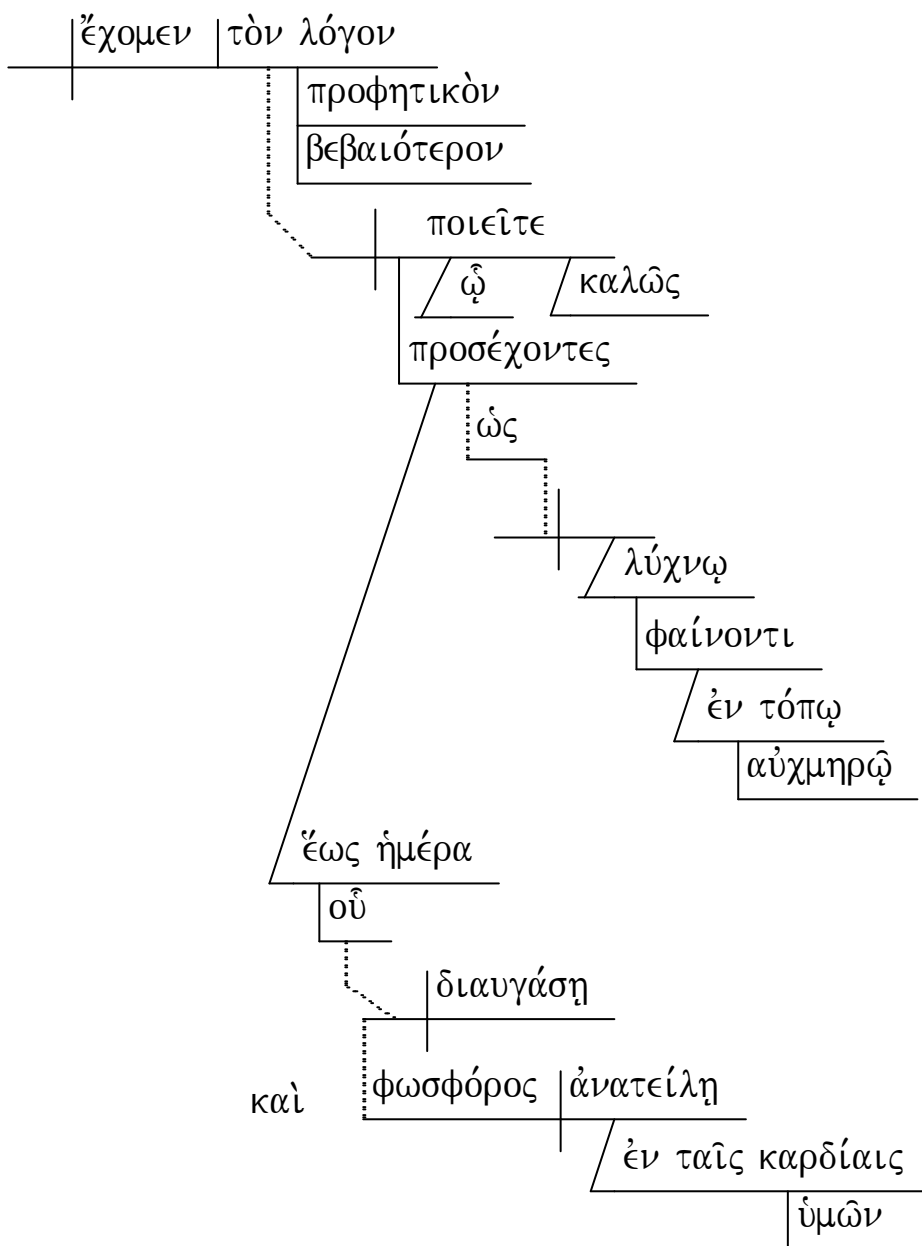 ἔχομεν τὸν λόγον
προφητικὸν
βεβαιότερον
ποιεῖτε
ᾧ καλῶς
προσέχοντες
ὡς
λύχνῳ
φαίνοντι
ἐν τόπῳ
αὐχμηρῷ
ἕως ἡμέρα
οὗ
διαυγάσῃ
καὶ φωσφόρος ἀνατείλῃ
ἐν ταῖς καρδίαις
ὑμῶν